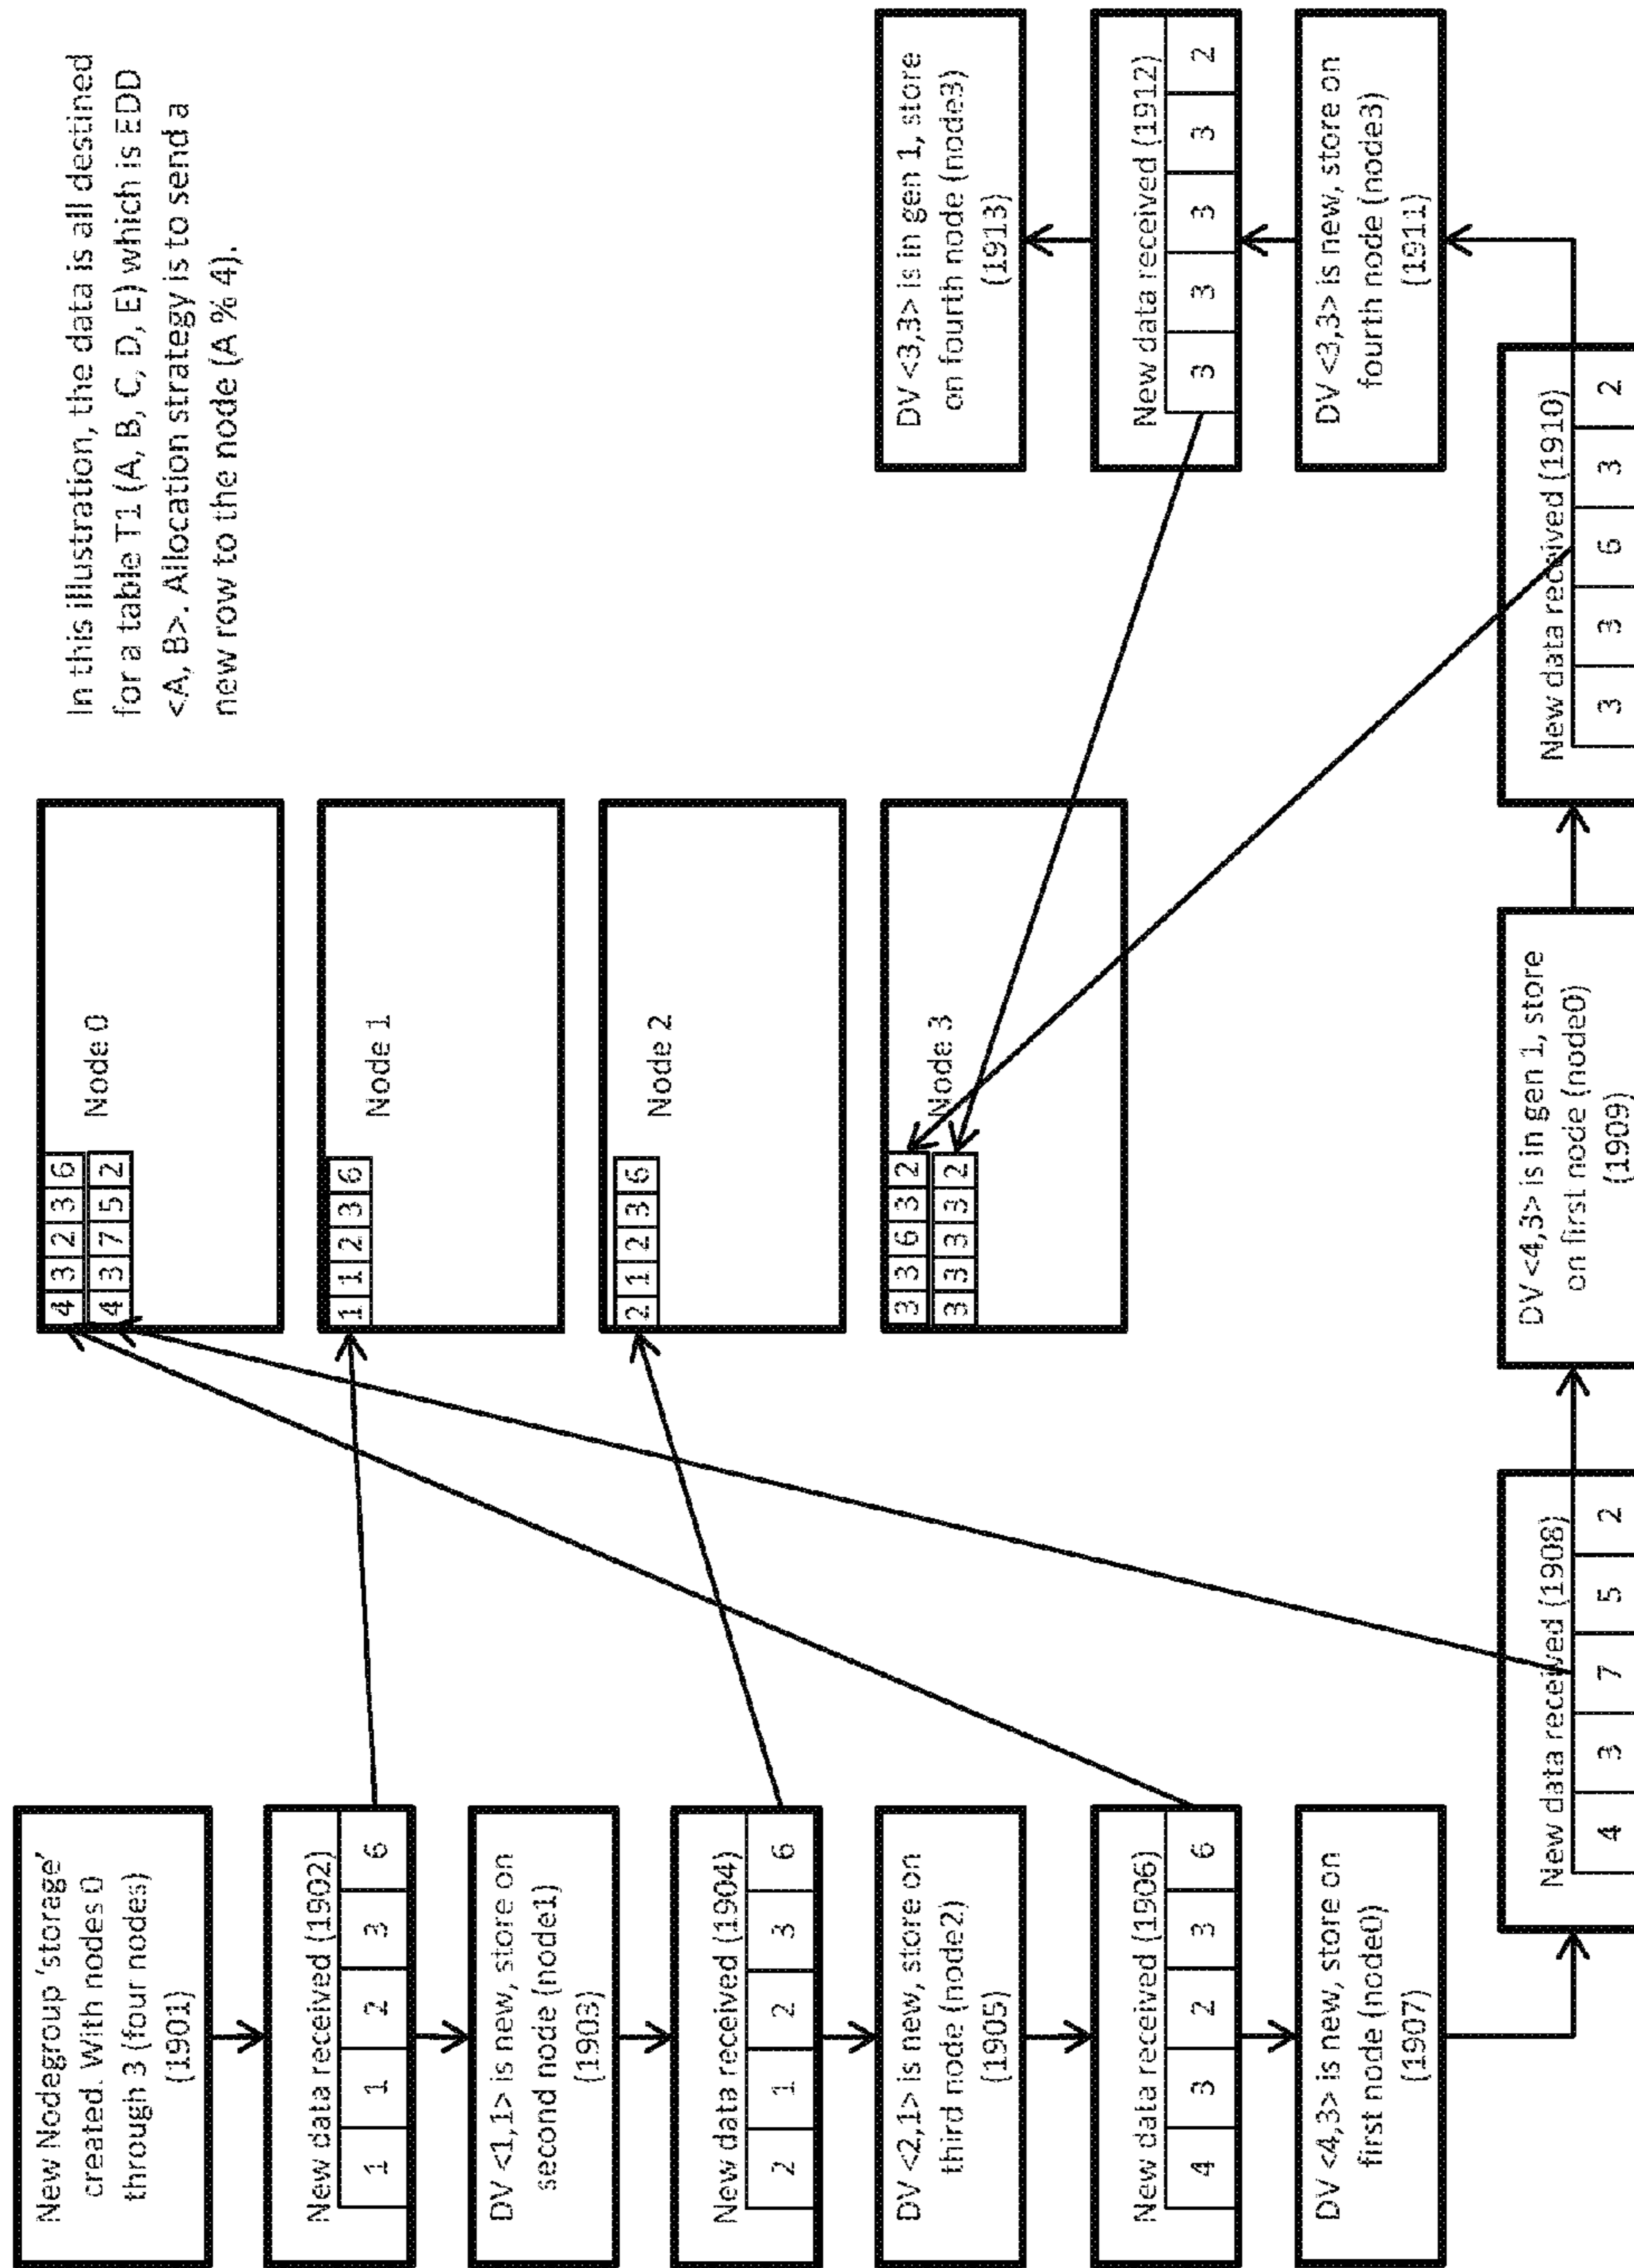 New Nodegroup 'storage'
created. With nodes 0
through 3 (four nodes)
(1901)
New data received (1902)
1 1 2 3 6
DV <1,1> is new, store on
second node (node1)
(1903)
New data received (1904)
2 1 2 3 6
DV <2,1> is new, store on
third node (node2)
(1905)
New data received (1906)
4 3 2 3 6
DV <4,3> is new, store on
first node (node0)
(1907)
New data received (1908)
4 3 7 5 2
DV <4,3> is in gen 1, store
on first node (node0)
(1909)
New data received (1910)
3 3 6 3 2
DV <3,3> is new, store on
fourth node (node3)
(1911)
New data received (1912)
3 3 3 3 2
DV <3,3> is in gen 1, store
on fourth node (node3)
(1913)
4 3 2 3 6
4 3 7 5 2
Node 0
1 1 2 3 6
Node 1
2 1 2 3 6
Node 2
3 3 6 3 2
3 3 3 3 2
Node 3
In this illustration, the data is all destined
for a table T1 (A, B, C, D, E) which is EDD
<A, B>. Allocation strategy is to send a
new row to the node (A % 4).